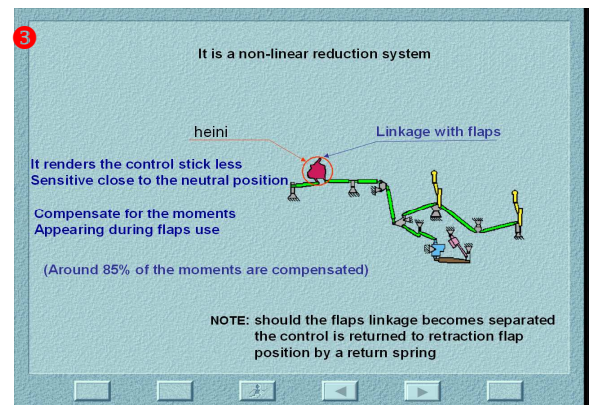 3
It is a non-linear reduction system
heini
Linkage with flaps
It renders the control stick less
Sensitive close to the neutral position
Compensate for the moments
Appearing during flaps use
(Around 85% of the moments are compensated)
NOTE: should the flaps linkage becomes separated
the control is returned to retraction flap
position by a return spring